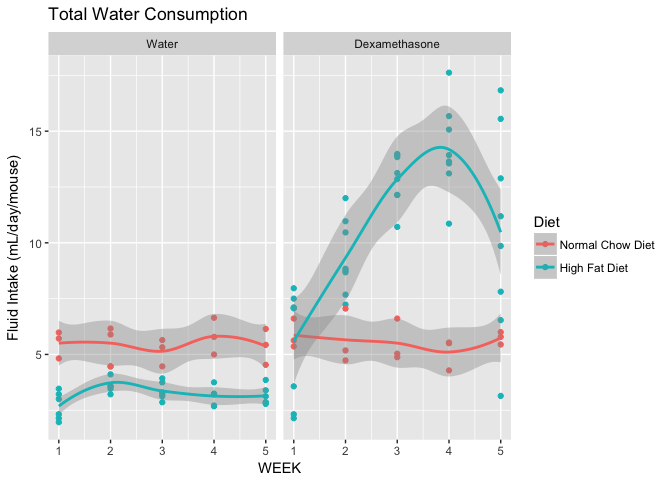 Total Water Consumption
Water
Dexamethasone
Fluid Intake (mL/day/mouse)
15
10
5
1 2 3 4 5
1 2 3 4 5
WEEK
Diet
Normal Chow Diet
High Fat Diet